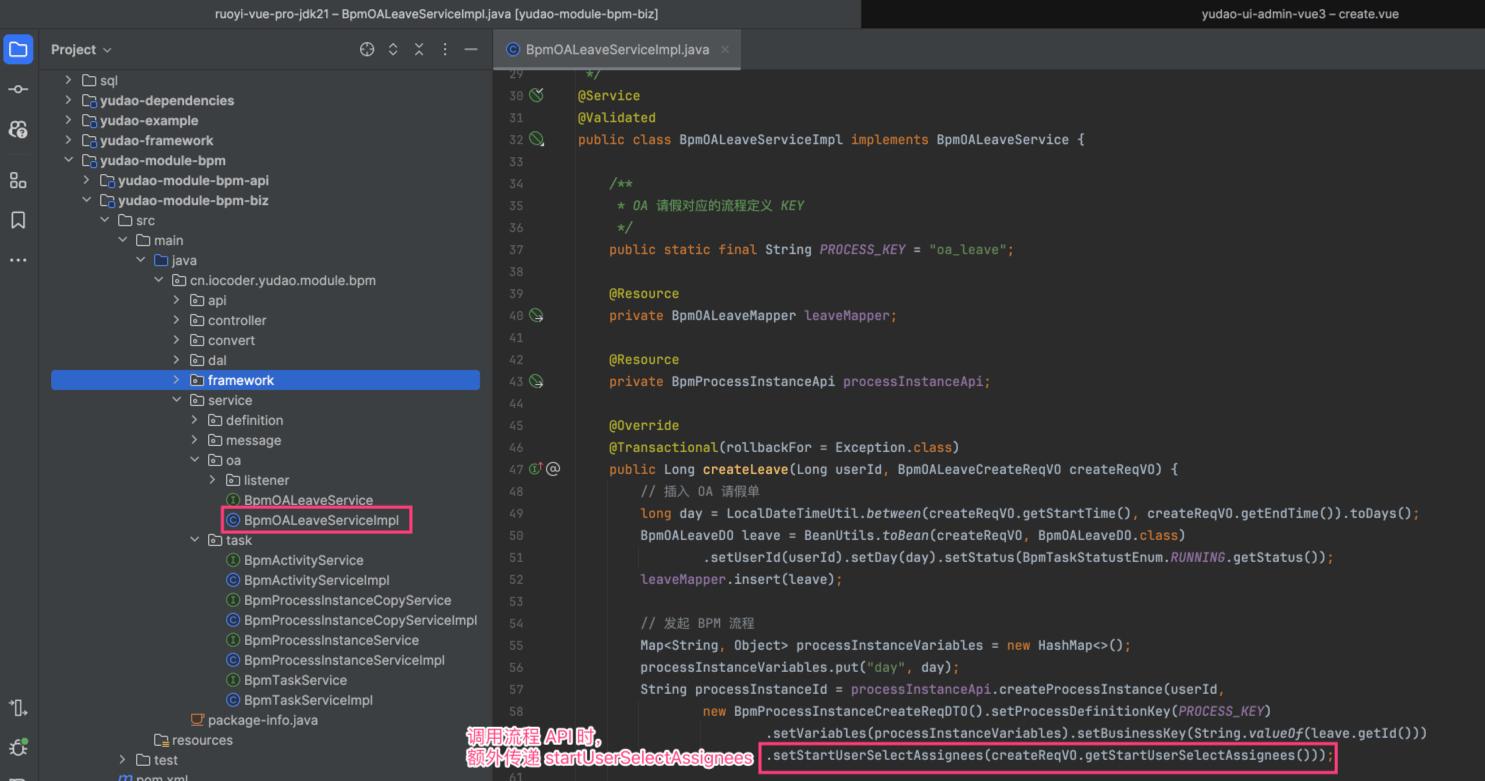 ruoyi-vue-pro-jdk21 – BpmOALeaveServiceImpl.java [yudao-module-bpm-biz]
yudao-ui-admin-vue3 – create.vue
Project
BpmOALeaveServiceImpl.java
sql
yudao-dependencies
yudao-example
yudao-framework
yudao-module-bpm
yudao-module-bpm-api
yudao-module-bpm-biz
src
main
java
cn.iocoder.yudao.module.bpm
api
controller
convert
dal
framework
service
definition
message
oa
listener
BpmOALeaveService
BpmOALeaveServiceImpl
task
BpmActivityService
BpmActivityServiceImpl
BpmProcessInstanceCopyService
BpmProcessInstanceCopyServiceImpl
BpmProcessInstanceService
BpmProcessInstanceServiceImpl
BpmTaskService
BpmTaskServiceImpl
package-info.java
resources
test
pom.xml
29 */
30 @Service
31 @Validated
32 public class BpmOALeaveServiceImpl implements BpmOALeaveService {
33
34 /**
35 * OA 请假对应的流程定义 KEY
36 */
37 public static final String PROCESS_KEY = "oa_leave";
38
39 @Resource
40 private BpmOALeaveMapper leaveMapper;
41
42 @Resource
43 private BpmProcessInstanceApi processInstanceApi;
44
45 @Override
46 @Transactional(rollbackFor = Exception.class)
47 public Long createLeave(Long userId, BpmOALeaveCreateReqVO createReqVO) {
48 // 插入 OA 请假单
49 long day = LocalDateTimeUtil.between(createReqVO.getStartTime(), createReqVO.getEndTime()).toDays();
50 BpmOALeaveDO leave = BeanUtils.toBean(createReqVO, BpmOALeaveDO.class)
51 .setUserId(userId).setDay(day).setStatus(BpmTaskStatustEnum.RUNNING.getStatus());
52 leaveMapper.insert(leave);
53
54 // 发起 BPM 流程
55 Map<String, Object> processInstanceVariables = new HashMap<>();
56 processInstanceVariables.put("day", day);
57 String processInstanceId = processInstanceApi.createProcessInstance(userId,
58 new BpmProcessInstanceCreateReqDTO().setProcessDefinitionKey(PROCESS_KEY)
.setVariables(processInstanceVariables).setBusinessKey(String.valueOf(leave.getId()))
.setStartUserSelectAssignees(createReqVO.getStartUserSelectAssignees()));
61
调用流程 API 时,
额外传递 startUserSelectAssignees